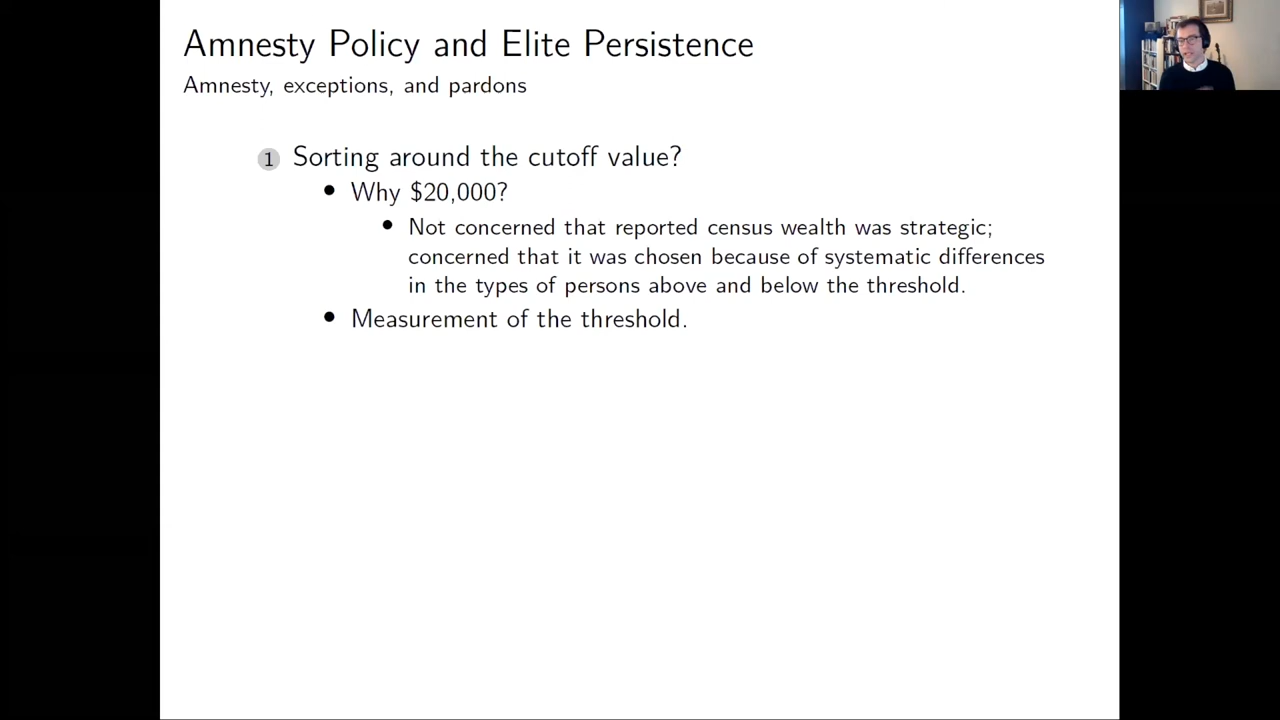 Amnesty Policy and Elite Persistence
Amnesty, exceptions, and pardons
1 Sorting around the cutoff value?
• Why $20,000?
• Not concerned that reported census wealth was strategic;
concerned that it was chosen because of systematic differences
in the types of persons above and below the threshold.
• Measurement of the threshold.